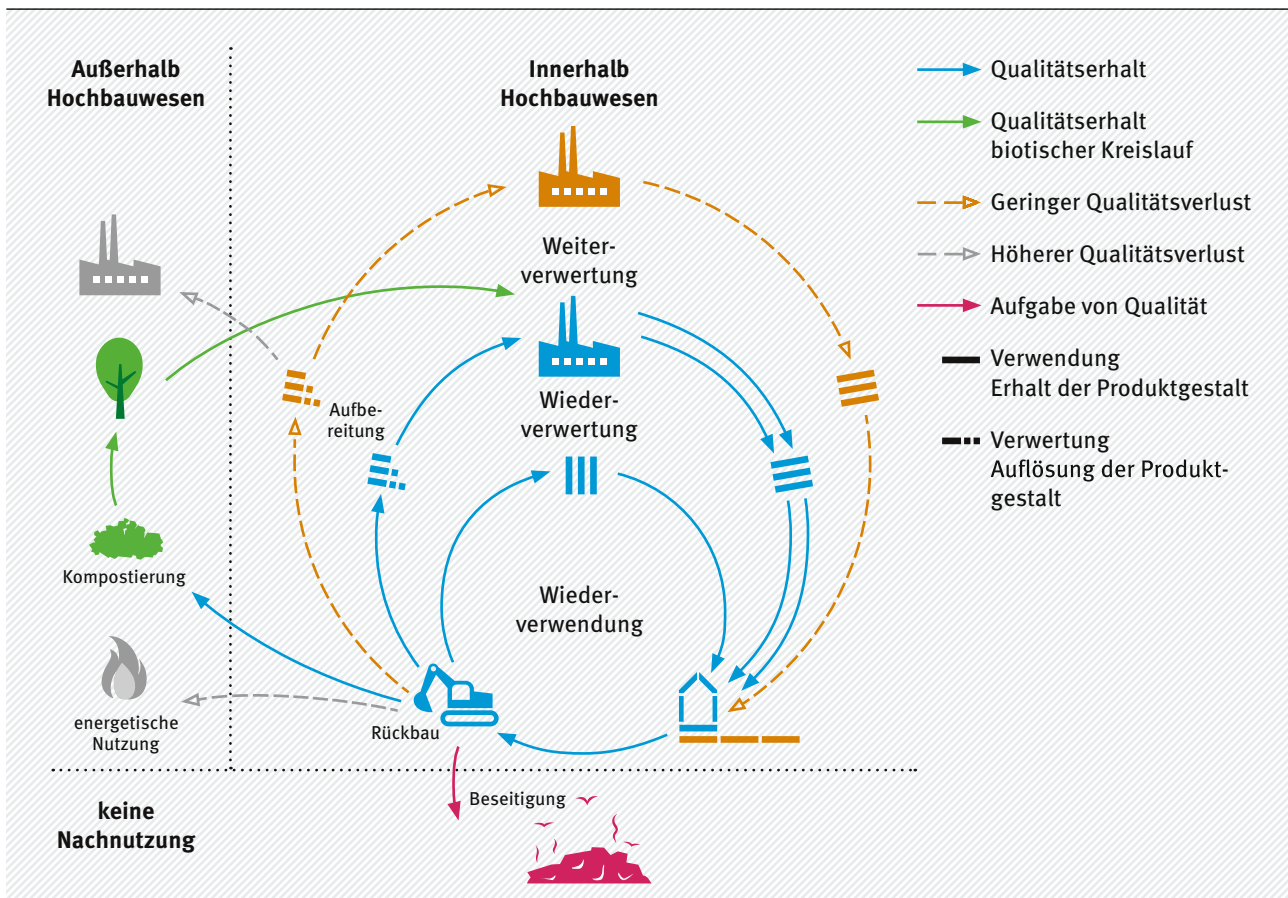 Außerhalb
Hochbauwesen
Innerhalb
Hochbauwesen
Weiter-
verwertung
Aufbe-
reitung
Wieder-
verwertung
Wieder-
verwendung
Kompostierung
energetische
Nutzung
Rückbau
keine
Nachnutzung
Beseitigung
Qualitätserhalt
Qualitätserhalt
biotischer Kreislauf
Geringer Qualitätsverlust
Höherer Qualitätsverlust
Aufgabe von Qualität
Verwendung
Erhalt der Produktgestalt
Verwertung
Auflösung der Produkt-
gestalt